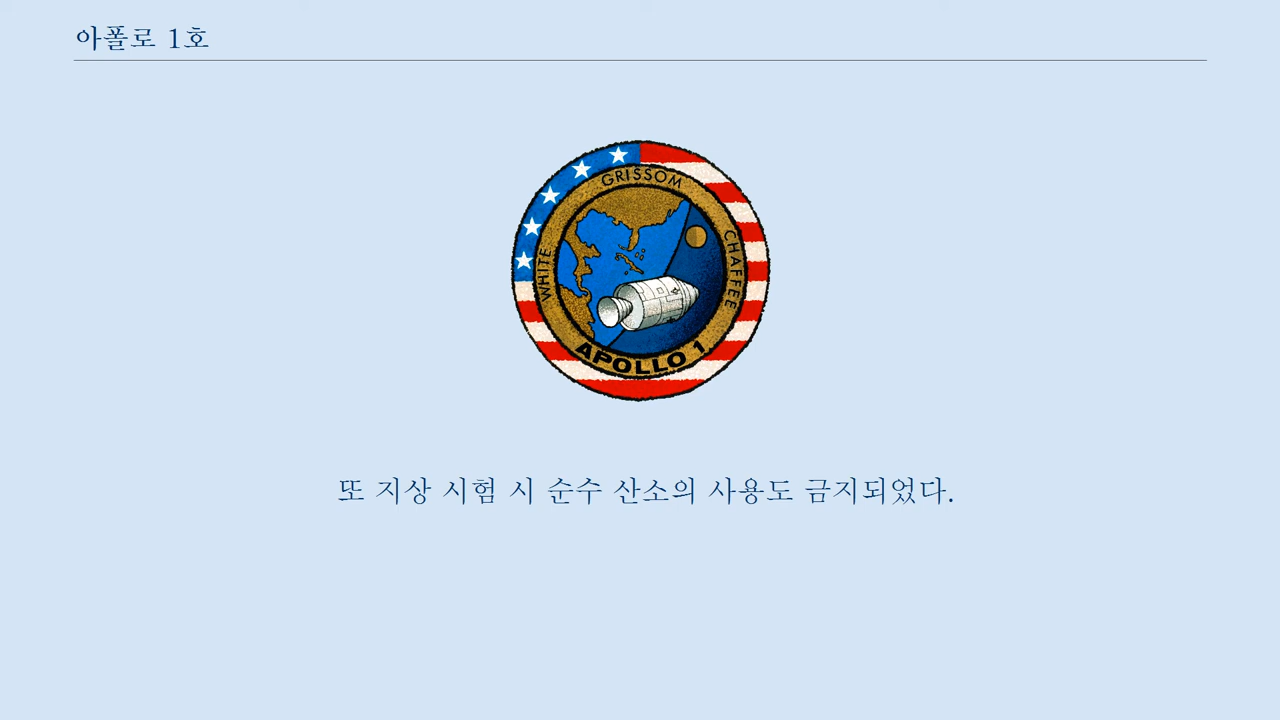 아폴로 1호
GRISSOM
WHITE
CHAFFEE
APOLLO 1
또 지상 시험 시 순수 산소의 사용도 금지되었다.